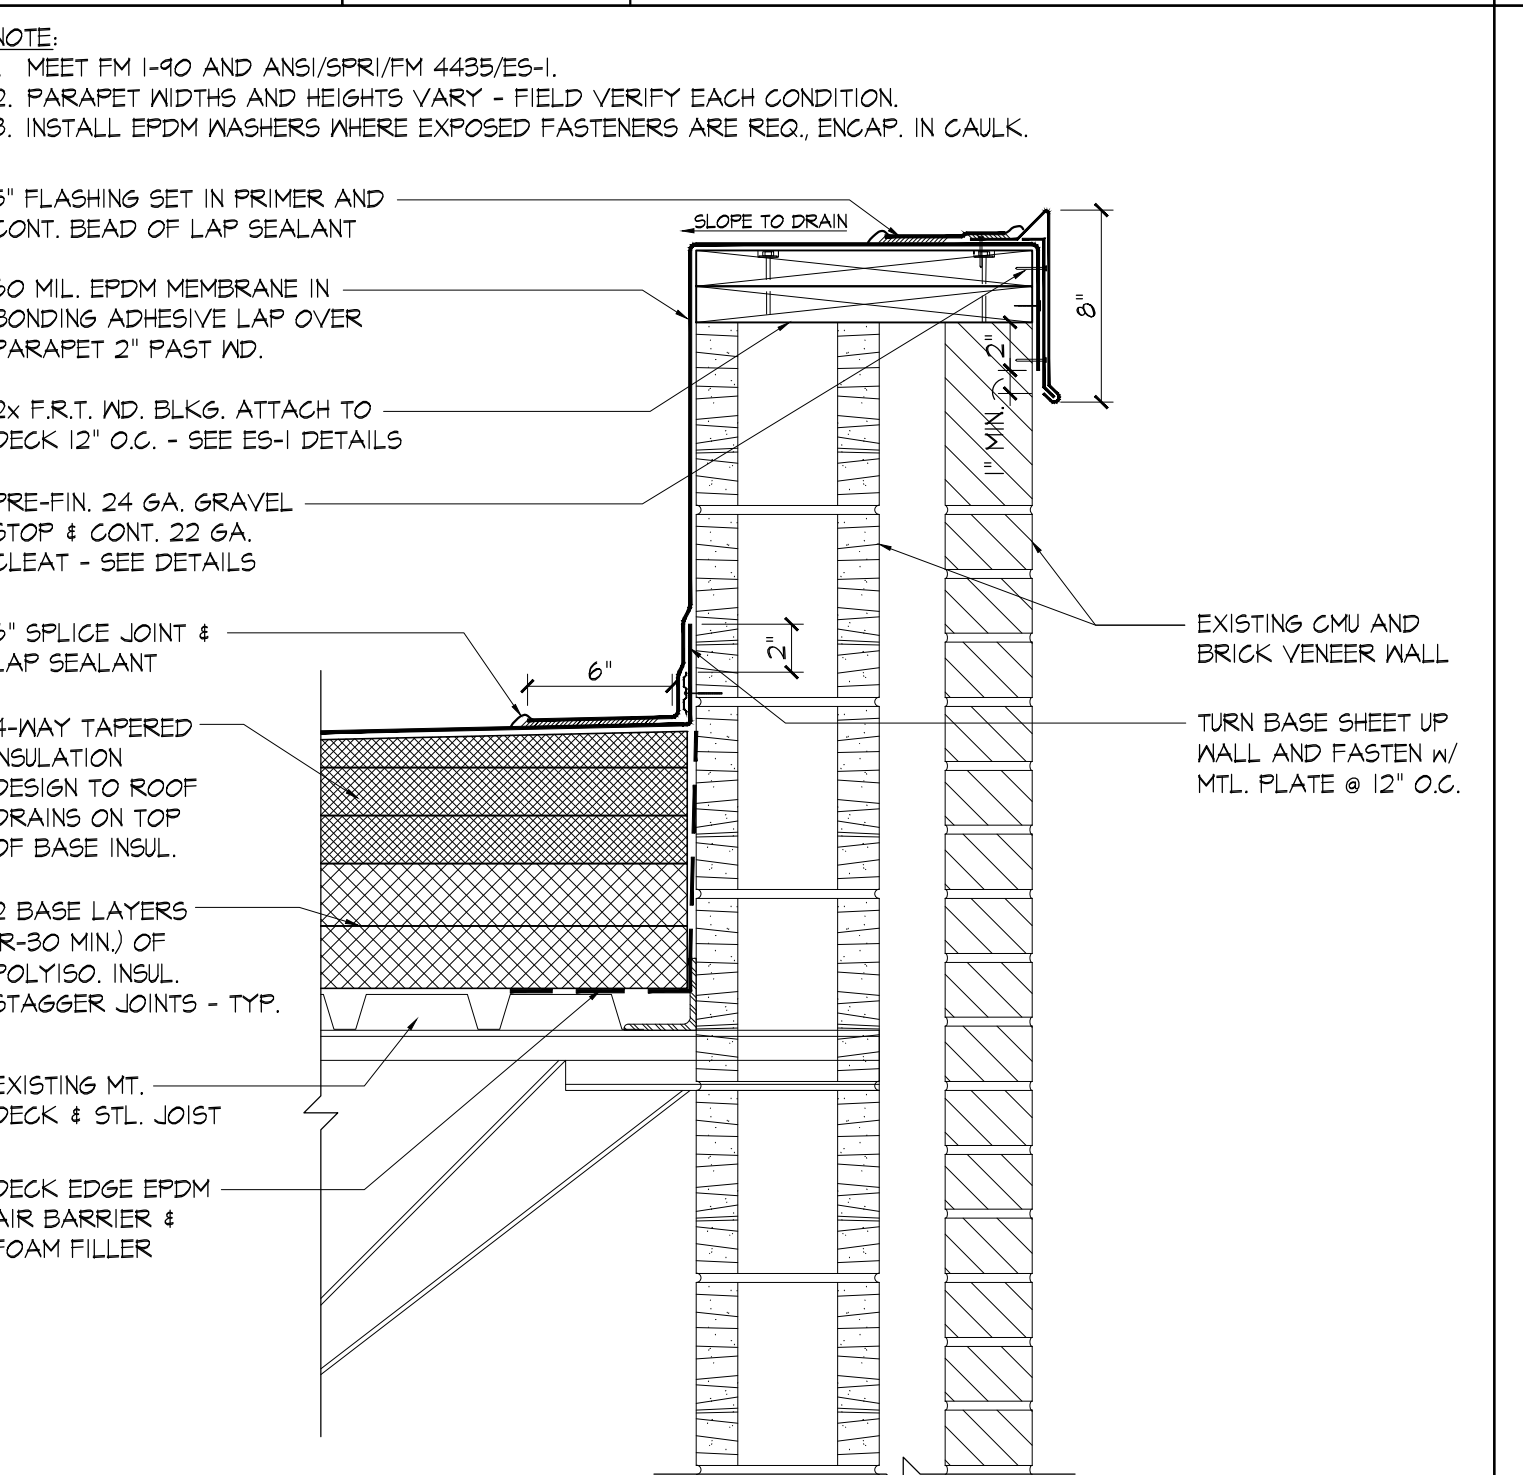 NOTE:
. MEET FM I-90 AND ANSI/SPRI/FM 4435/ES-I.
2. PARAPET WIDTHS AND HEIGHTS VARY - FIELD VERIFY EACH CONDITION.
3. INSTALL EPDM WASHERS WHERE EXPOSED FASTENERS ARE REQ., ENCAP. IN CAULK.
" FLASHING SET IN PRIMER AND
CONT. BEAD OF LAP SEALANT
SLOPE TO DRAIN
60 MIL. EPDM MEMBRANE IN
BONDING ADHESIVE LAP OVER
PARAPET 2" PAST WD.
8"
2"
1" MIN.
2x F.R.T. WD. BLKG. ATTACH TO
DECK 12" O.C. - SEE ES-I DETAILS
PRE-FIN. 24 GA. GRAVEL
STOP & CONT. 22 GA.
CLEAT - SEE DETAILS
" SPLICE JOINT &
LAP SEALANT
6"
2"
EXISTING CMU AND
BRICK VENEER WALL
TURN BASE SHEET UP
WALL AND FASTEN W/
MTL. PLATE @ 12" O.C.
4-WAY TAPERED
INSULATION
DESIGN TO ROOF
DRAINS ON TOP
OF BASE INSUL.
2 BASE LAYERS
(R-30 MIN.) OF
POLYISO. INSUL.
STAGGER JOINTS - TYP.
EXISTING MT.
DECK & STL. JOIST
DECK EDGE EPDM
AIR BARRIER &
FOAM FILLER